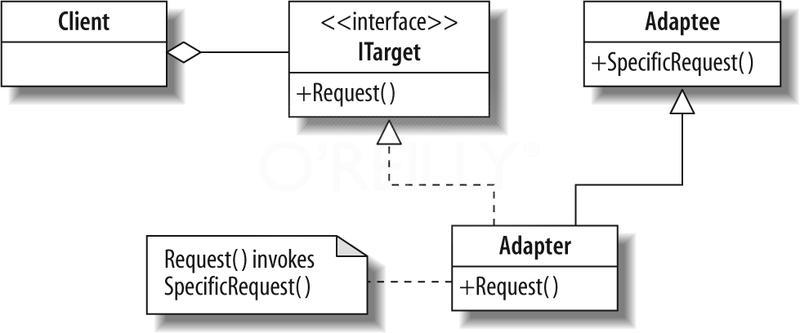 Client
<<interface>>
ITarget
+Request()
Adaptee
+SpecificRequest()
O'REILLY®
Request() invokes
SpecificRequest()
Adapter
+Request()